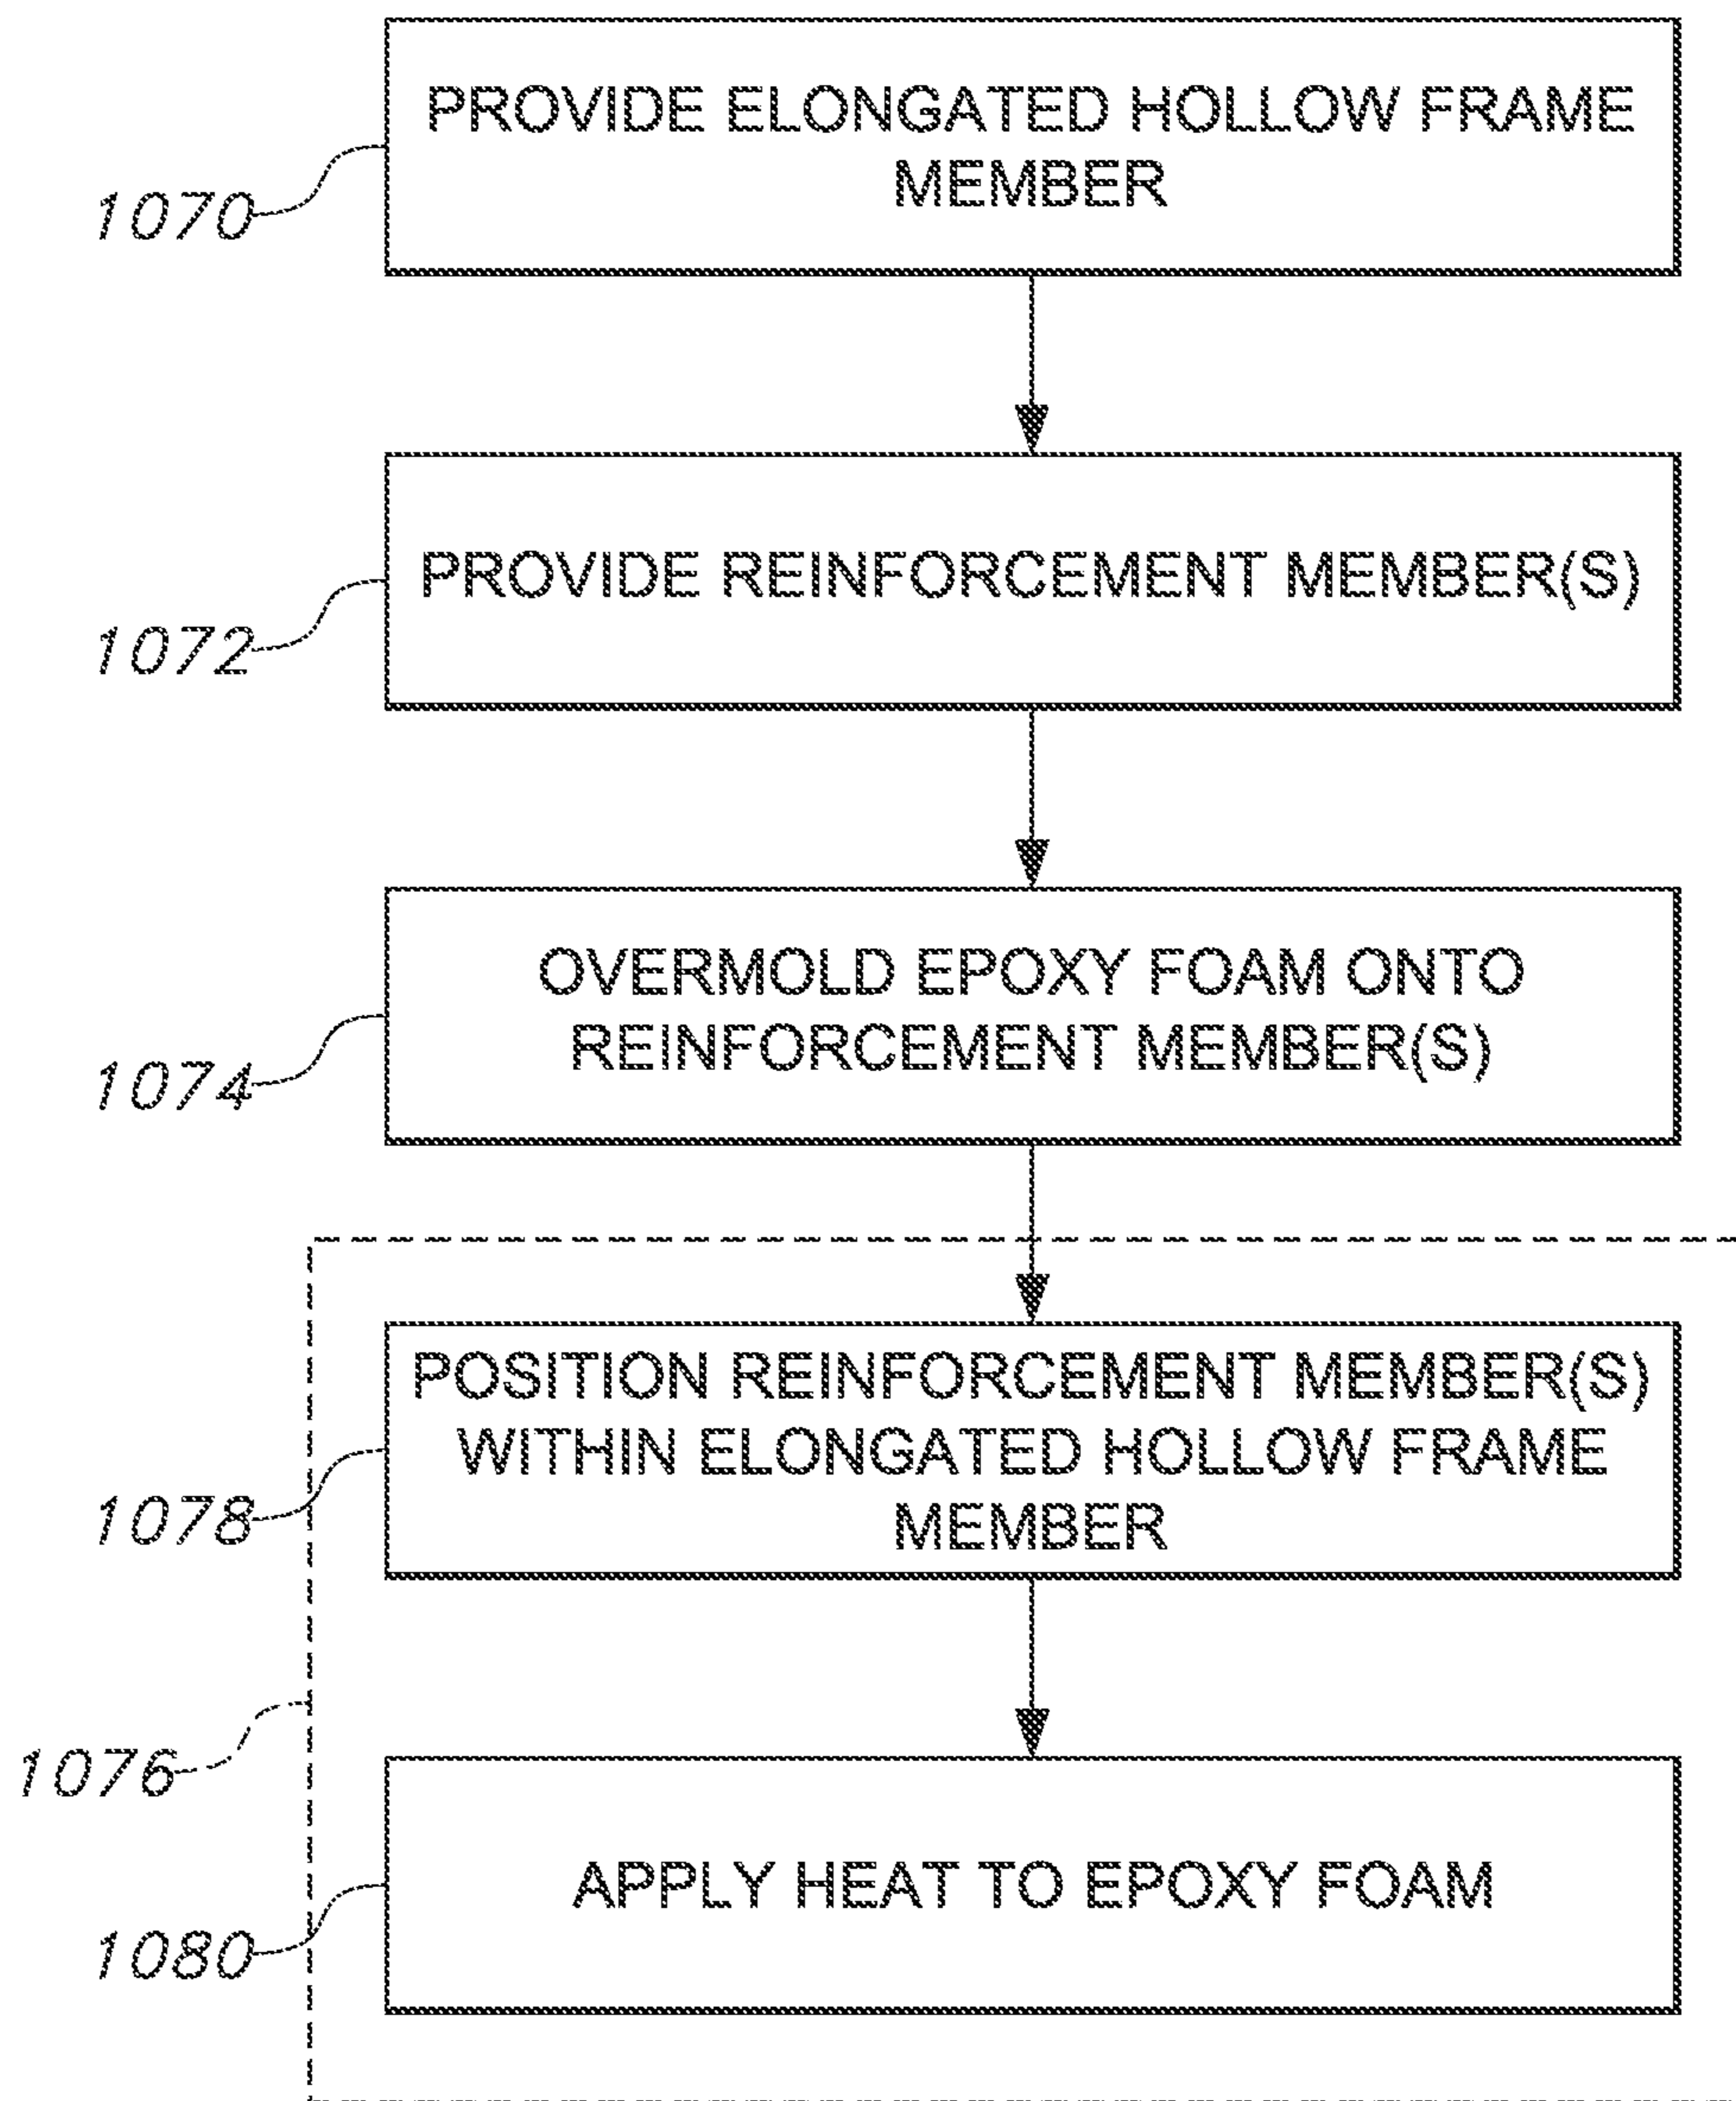 PROVIDE ELONGATED HOLLOW FRAME
MEMBER
1070
PROVIDE REINFORCEMENT MEMBER(S)
1072
OVERMOLD EPOXY FOAM ONTO
REINFORCEMENT MEMBER(S)
1074
POSITION REINFORCEMENT MEMBER(S)
WITHIN ELONGATED HOLLOW FRAME
MEMBER
1078
1076
APPLY HEAT TO EPOXY FOAM
1080